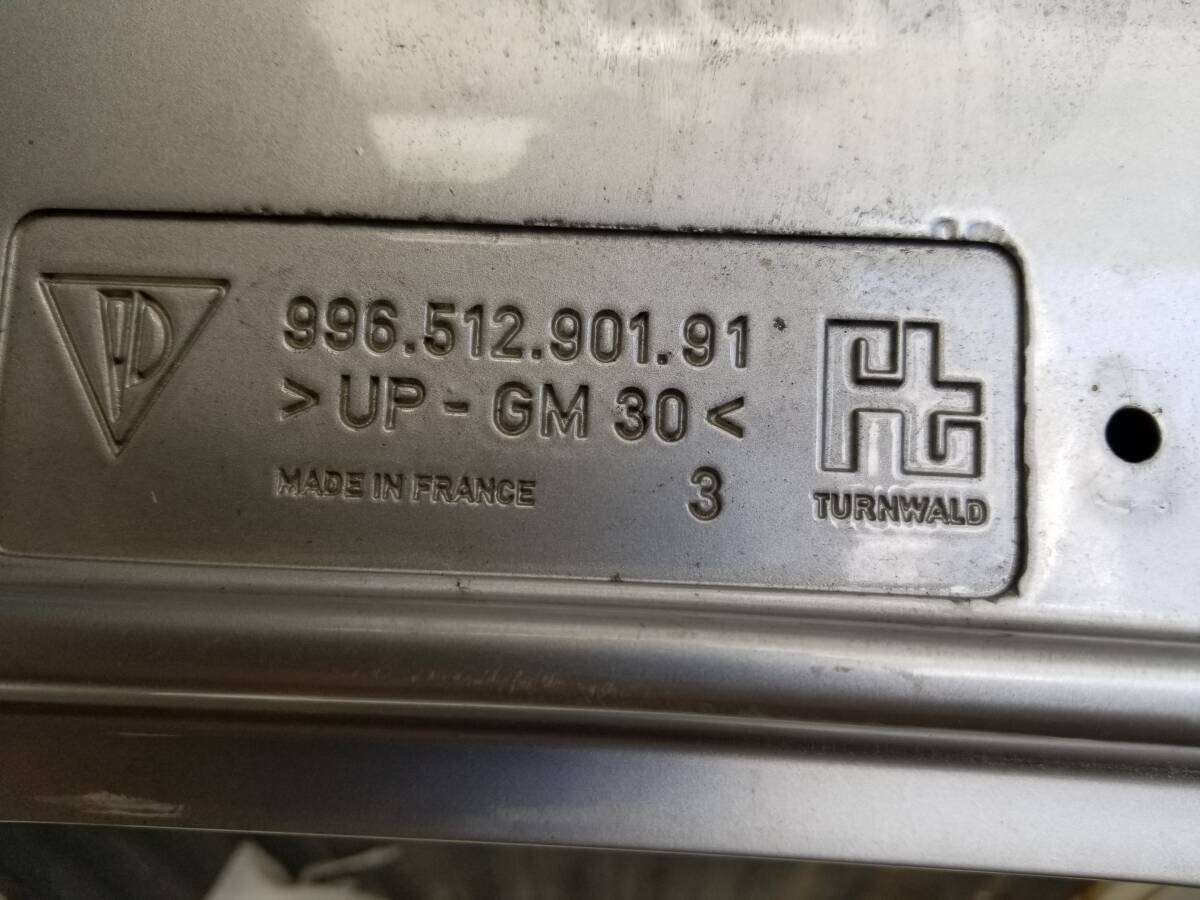 996.512.901.91
>UP-GM 30<
MADE IN FRANCE 3
TURNWALD